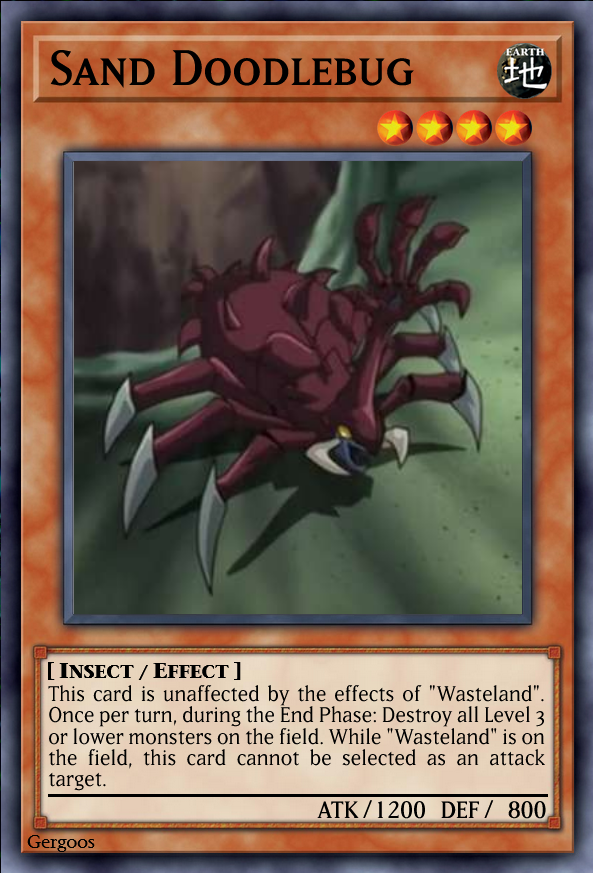 Sand Doodlebug
EARTH
地
[ Insect / Effect ]
This card is unaffected by the effects of "Wasteland".
Once per turn, during the End Phase: Destroy all Level 3
or lower monsters on the field. While "Wasteland" is on
the field, this card cannot be selected as an attack
target.
ATK / 1200 DEF / 800
Gergoos